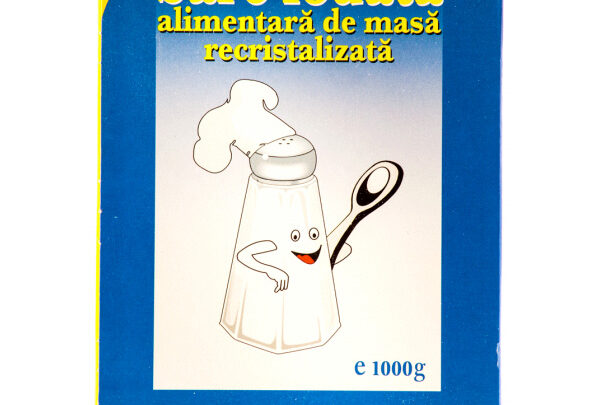 alimentară de masă
recristalizată
e 1000g